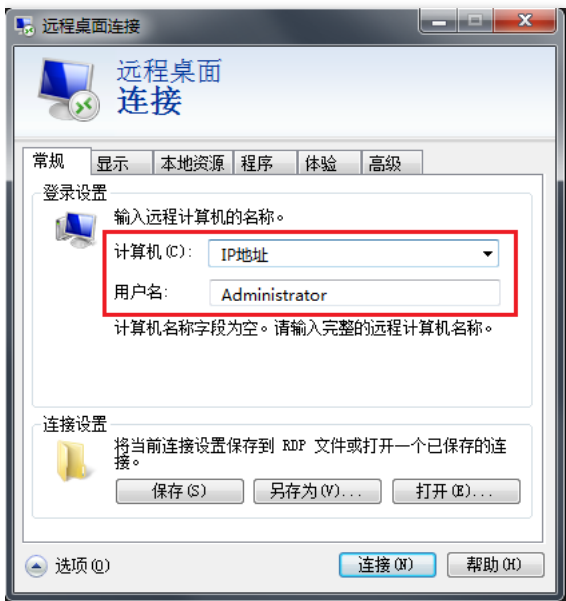 远程桌面连接
远程桌面
连接
常规 显示 本地资源 程序 体验 高级
登录设置
输入远程计算机的名称。
计算机(C): IP地址
用户名: Administrator
计算机名称字段为空。请输入完整的远程计算机名称。
连接设置
将当前连接设置保存到 RDP 文件或打开一个已保存的连
接。
保存(S) 另存为(V)... 打开(E)...
选项(O) 连接(N) 帮助(H)